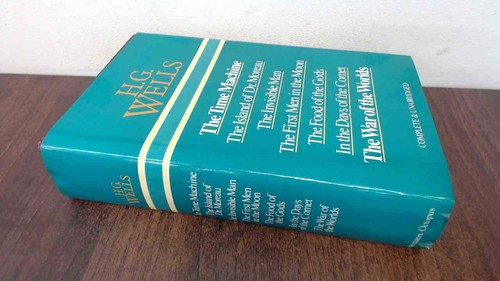 H.G.
WELLS
The Time Machine
The Island of Dr. Moreau
The Invisible Man
The First Men in the Moon
The Food of the Gods
In the Days of the Comet
The War of the Worlds
COMPLETE & UNABRIDGED
H.G.
WELLS
Time Machine
The Island of
Dr. Moreau
Invisible Man
First Men
in the Moon
The Food of
the Gods
In the Days
of the Comet
The War of
the Worlds
Octopus